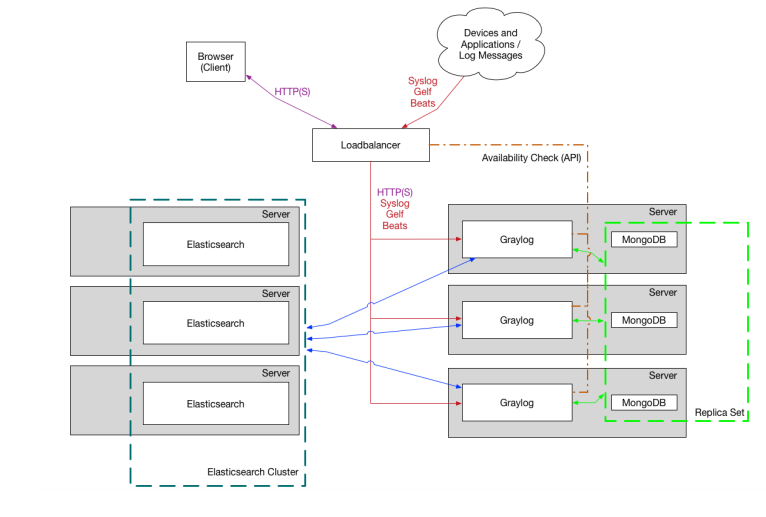 Devices and
Applications /
Log Messages
Browser
(Client)
HTTP(S)
Syslog
Gelf
Beats
Loadbalancer
Availability Check (API)
HTTP(S)
Syslog
Gelf
Beats
Server
Elasticsearch
Server
Graylog
MongoDB
Server
Elasticsearch
Server
Graylog
MongoDB
Server
Elasticsearch
Server
Graylog
MongoDB
Replica Set
Elasticsearch Cluster